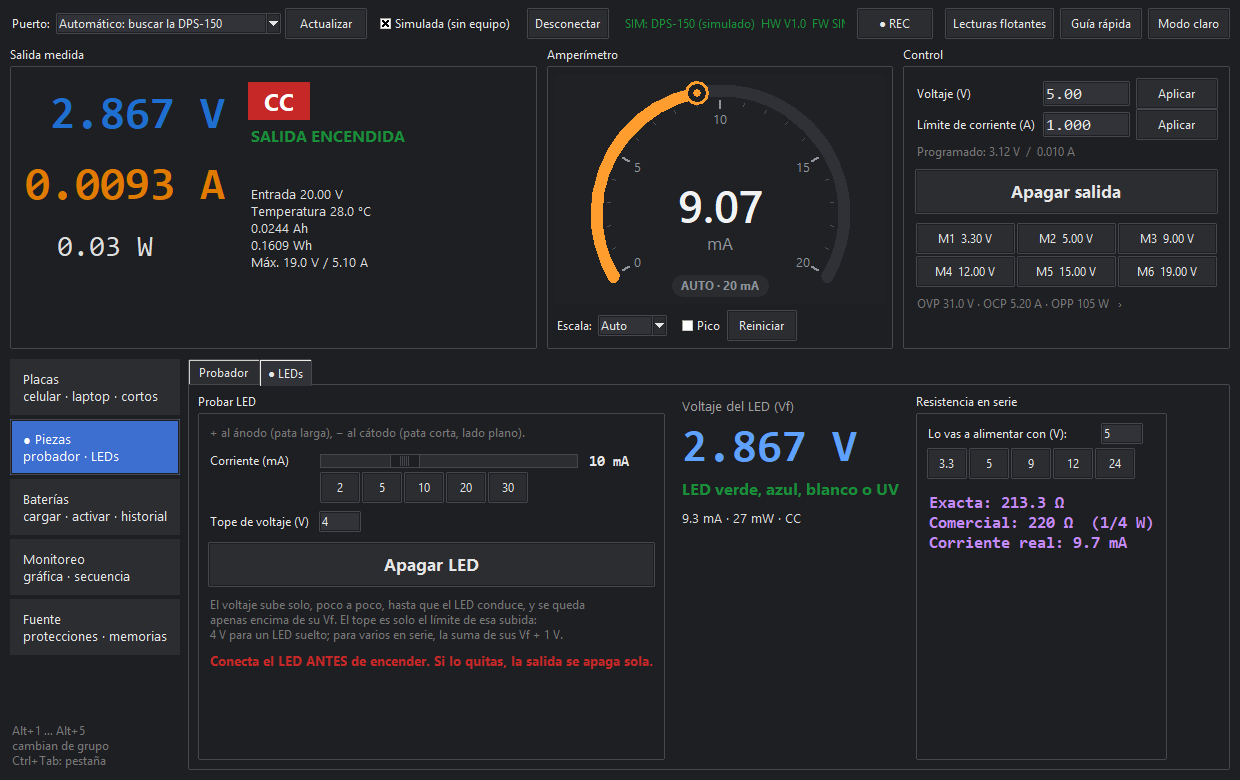 Puerto: Automático: buscar la DPS-150 Actualizar Simulada (sin equipo) Desconectar SIM: DPS-150 (simulado) HW V1.0 FW SIM ● REC Lecturas flotantes Guía rápida Modo claro
Salida medida
2.867 V
CC
SALIDA ENCENDIDA
0.0093 A
0.03 W
Entrada 20.00 V
Temperatura 28.0 °C
0.0244 Ah
0.1609 Wh
Máx. 19.0 V / 5.10 A
Amperímetro
0
5
10
15
20
9.07
mA
AUTO · 20 mA
Escala: Auto Pico Reiniciar
Control
Voltaje (V) 5.00 Aplicar
Límite de corriente (A) 1.000 Aplicar
Programado: 3.12 V / 0.010 A
Apagar salida
M1 3.30 V M2 5.00 V M3 9.00 V
M4 12.00 V M5 15.00 V M6 19.00 V
OVP 31.0 V · OCP 5.20 A · OPP 105 W ›
Placas
celular · laptop · cortos
● Piezas
probador · LEDs
Baterías
cargar · activar · historial
Monitoreo
gráfica · secuencia
Fuente
protecciones · memorias
Alt+1 ... Alt+5
cambian de grupo
Ctrl+Tab: pestaña
Probador ● LEDs
Probar LED
+ al ánodo (pata larga), − al cátodo (pata corta, lado plano).
Corriente (mA) 10 mA
2 5 10 20 30
Tope de voltaje (V) 4
Apagar LED
El voltaje sube solo, poco a poco, hasta que el LED conduce, y se queda
apenas encima de su Vf. El tope es solo el límite de esa subida:
4 V para un LED suelto; para varios en serie, la suma de sus Vf + 1 V.
Conecta el LED ANTES de encender. Si lo quitas, la salida se apaga sola.
Voltaje del LED (Vf)
2.867 V
LED verde, azul, blanco o UV
9.3 mA · 27 mW · CC
Resistencia en serie
Lo vas a alimentar con (V): 5
3.3 5 9 12 24
Exacta: 213.3 Ω
Comercial: 220 Ω (1/4 W)
Corriente real: 9.7 mA